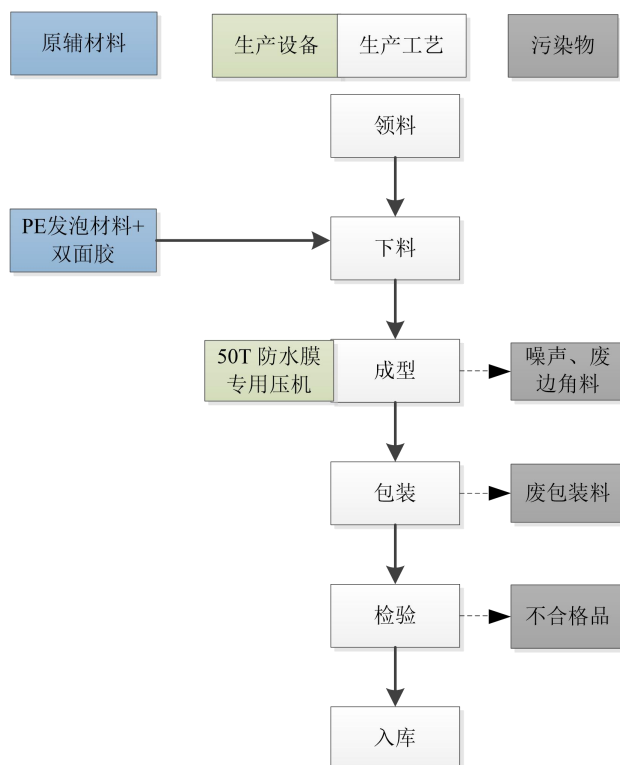 原辅材料
生产设备
生产工艺
污染物
领料
PE发泡材料+
双面胶
下料
50T 防水膜
专用压机
成型
噪声、废
边角料
包装
废包装料
检验
不合格品
入库